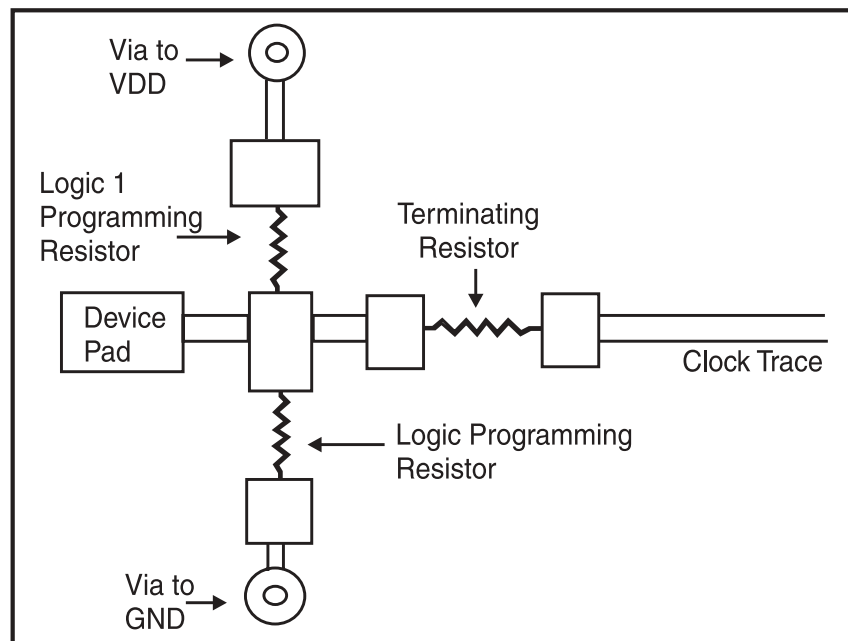 Via to
VDD
Logic 1
Programming
Resistor
Terminating
Resistor
Device
Pad
Clock Trace
Logic Programming
Resistor
Via to
GND